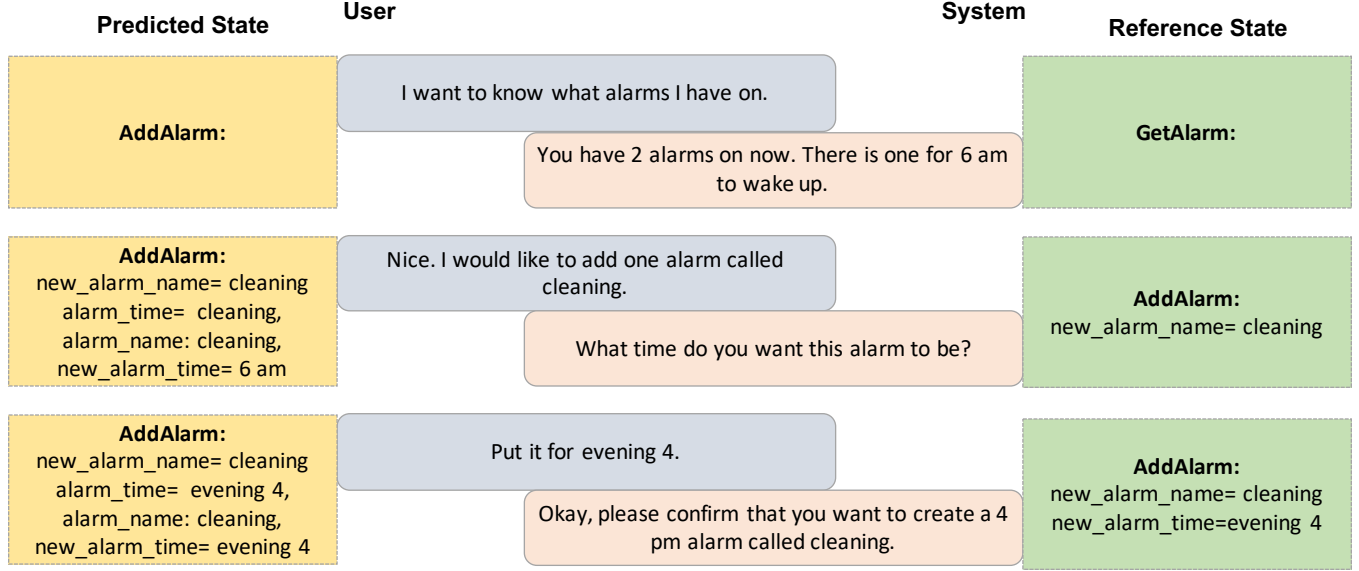 Predicted State
User
System
Reference State
AddAlarm:
I want to know what alarms I have on.
You have 2 alarms on now. There is one for 6 am
to wake up.
GetAlarm:
AddAlarm:
new_alarm_name= cleaning
alarm_time=  cleaning,
alarm_name: cleaning,
new_alarm_time= 6 am
Nice. I would like to add one alarm called
cleaning.
What time do you want this alarm to be?
AddAlarm:
new_alarm_name= cleaning
AddAlarm:
new_alarm_name= cleaning
alarm_time=  evening 4,
alarm_name: cleaning,
new_alarm_time= evening 4
Put it for evening 4.
Okay, please confirm that you want to create a 4
pm alarm called cleaning.
AddAlarm:
new_alarm_name= cleaning
new_alarm_time=evening 4